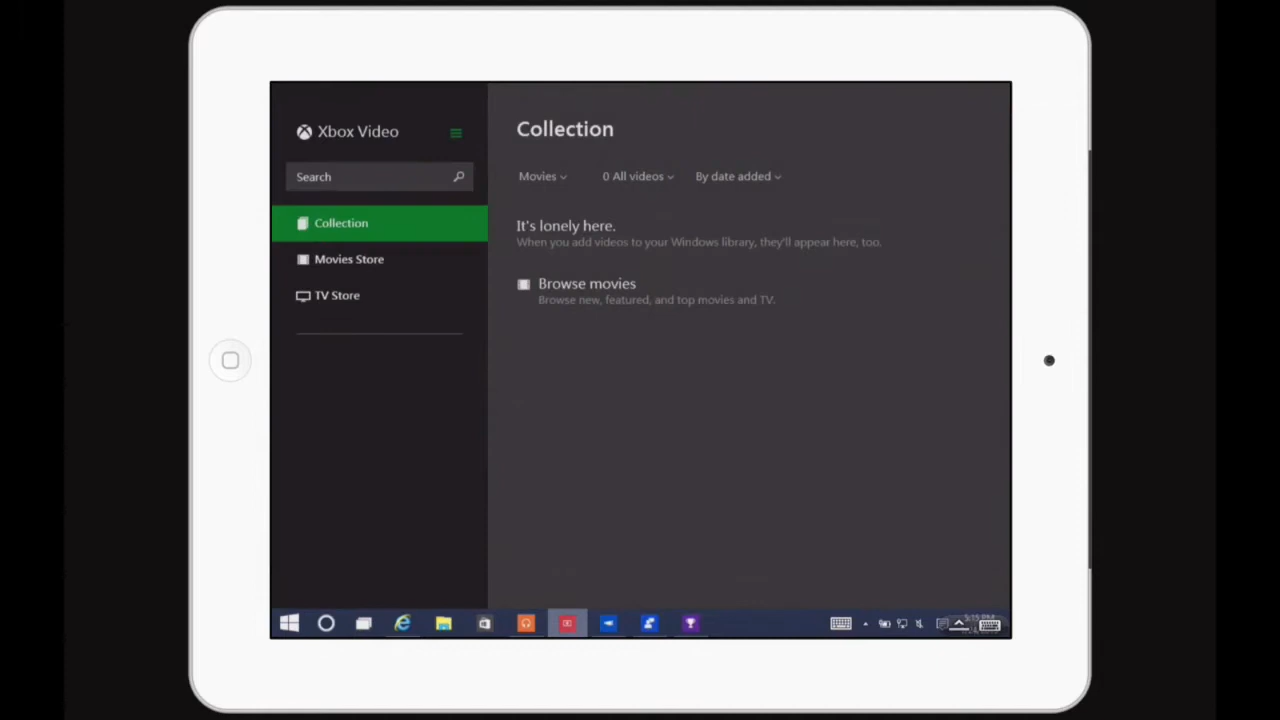 Xbox Video
Search
Collection
Movies Store
TV Store
Collection
Movies 0 All videos By date added
It's lonely here.
When you add videos to your Windows library, they'll appear here, too.
Browse movies
Browse new, featured, and top movies and TV.